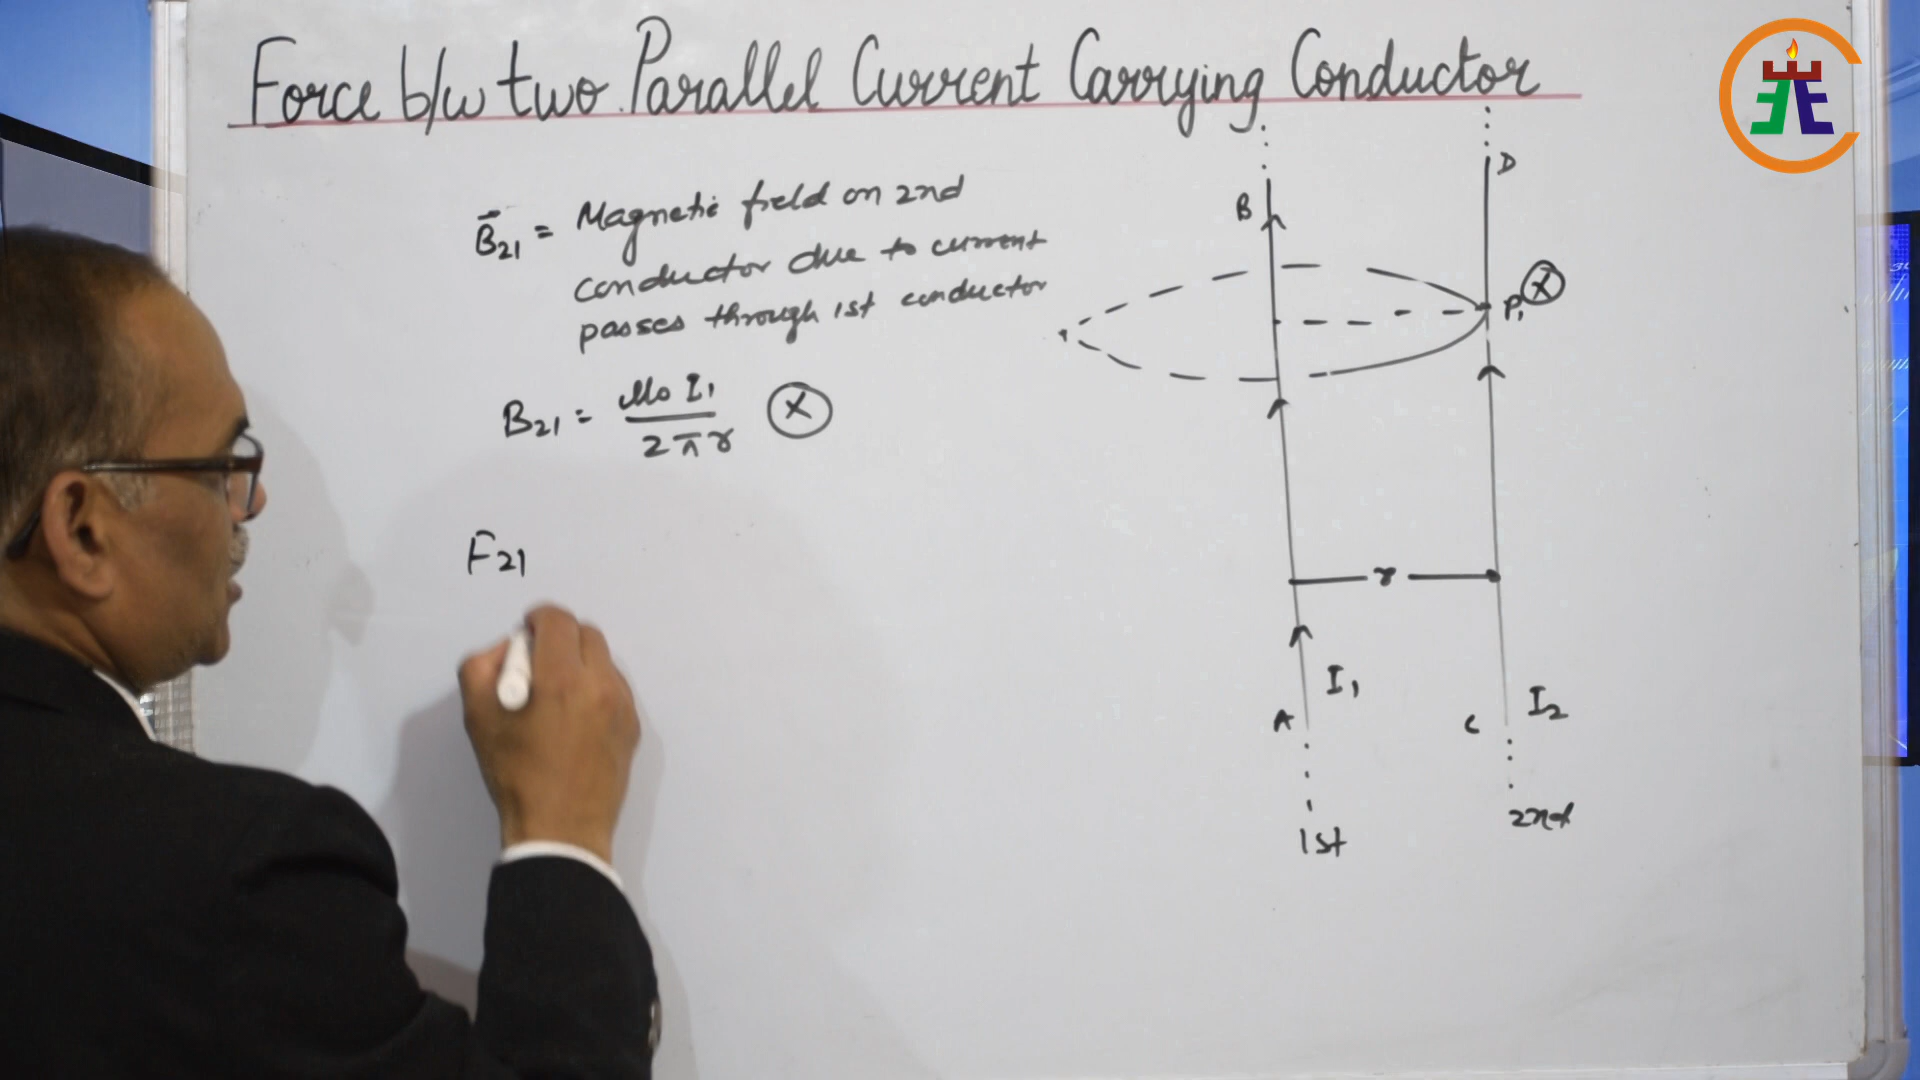 Force b/w two Parallel Current Carrying Conductor
B₂₁ = Magnetic field on 2nd
conductor due to current
passes through 1st conductor
B₂₁ = μ₀ I₁
2πr
X
F₂₁
D
B
P₁ X
r
I₁
I₂
A
C
2nd
1st